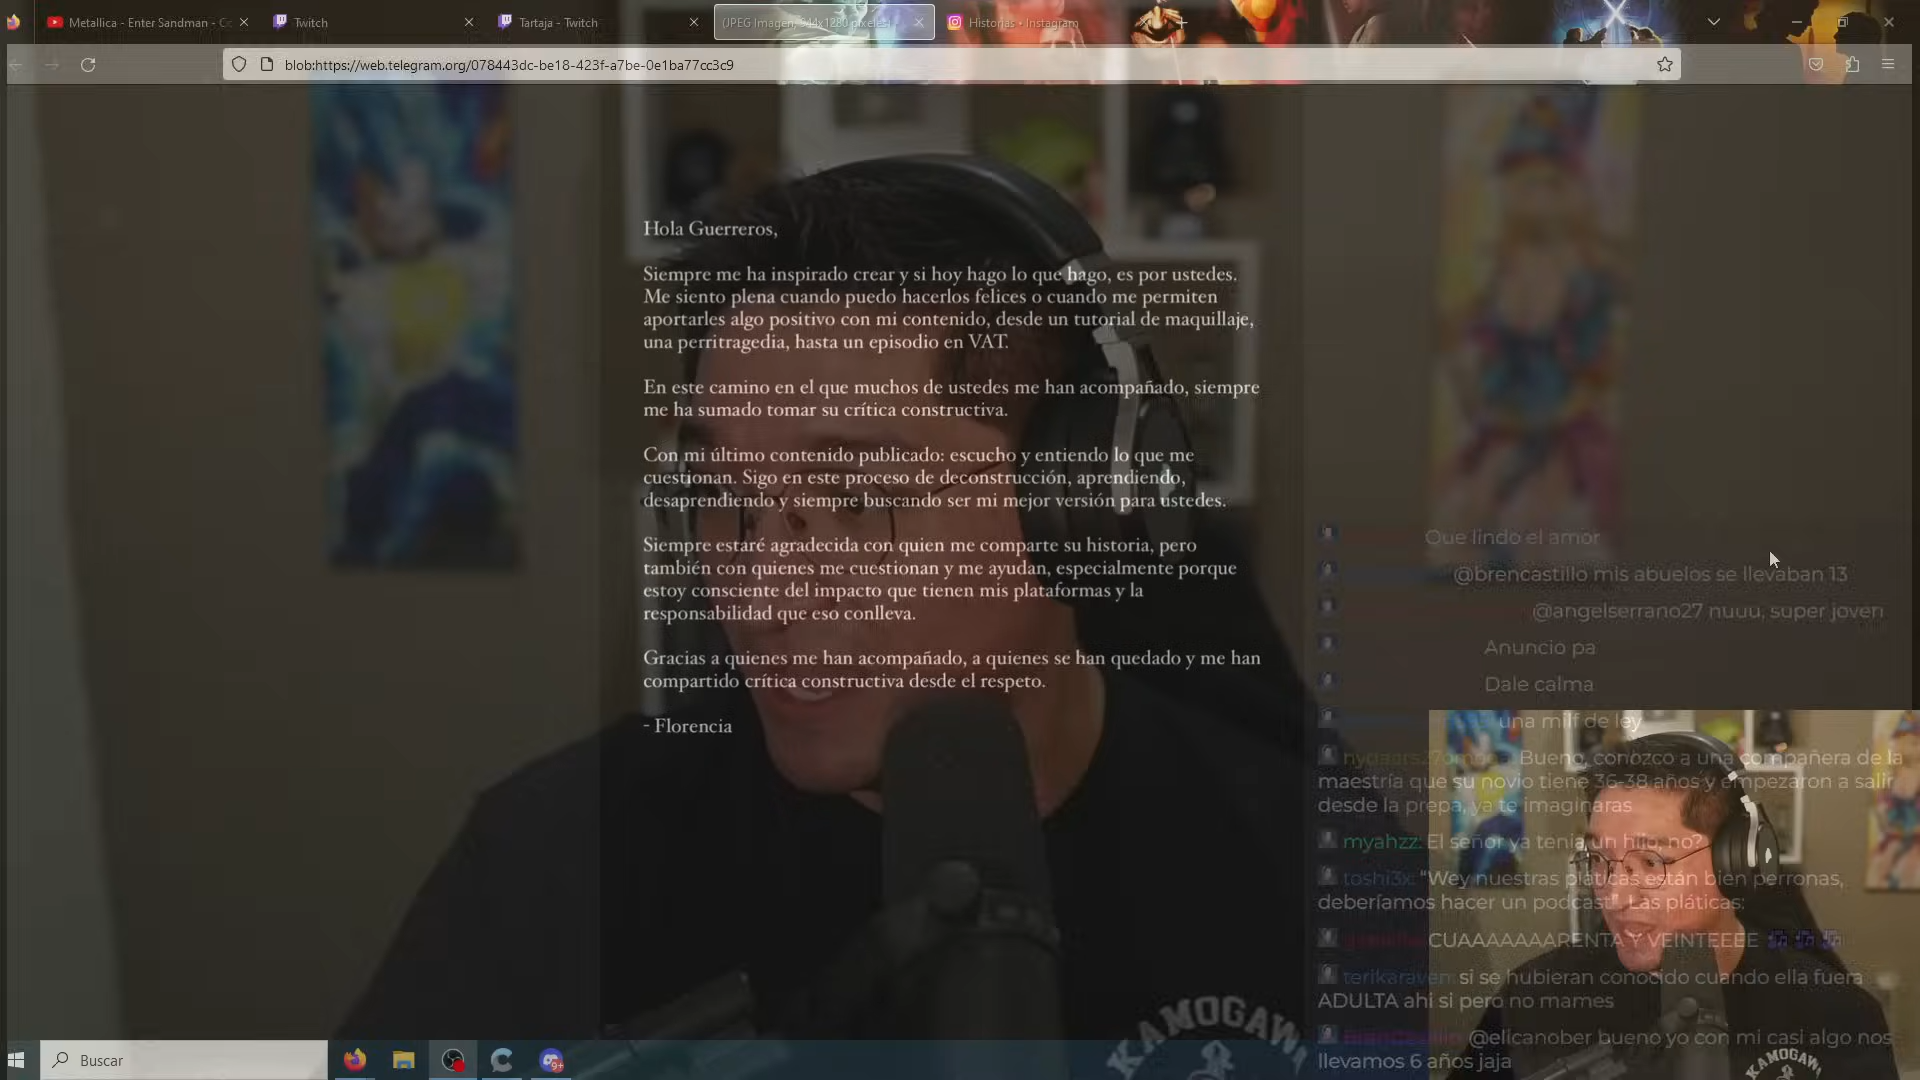 Metallica - Enter Sandman - Co
Twitch
Tartaja - Twitch
(JPEG Imagen, 944x1280 píxeles)
Historias • Instagram
blob:https://web.telegram.org/078443dc-be18-423f-a7be-0e1ba77cc3c9
Hola Guerreros,
Siempre me ha inspirado crear y si hoy hago lo que hago, es por ustedes.
Me siento plena cuando puedo hacerlos felices o cuando me permiten
aportarles algo positivo con mi contenido, desde un tutorial de maquillaje,
una perritragedia, hasta un episodio en VAT.
En este camino en el que muchos de ustedes me han acompañado, siempre
me ha sumado tomar su crítica constructiva.
Con mi último contenido publicado: escucho y entiendo lo que me
cuestionan. Sigo en este proceso de deconstrucción, aprendiendo,
desaprendiendo y siempre buscando ser mi mejor versión para ustedes.
Siempre estaré agradecida con quien me comparte su historia, pero
también con quienes me cuestionan y me ayudan, especialmente porque
estoy consciente del impacto que tienen mis plataformas y la
responsabilidad que eso conlleva.
Gracias a quienes me han acompañado, a quienes se han quedado y me han
compartido crítica constructiva desde el respeto.
- Florencia
Que lindo el amor
@brencastillo mis abuelos se llevaban 13
@angelserrano27 nuuu, super joven
Anuncio pa
Dale calma
una milf de ley
Bueno, conozco a una compañera de la
maestría que su novio tiene 36-38 años y empezaron a salir
desde la prepa, ya te imaginaras
myahzz: El señor ya tenia un hijo, no?
toshi3x: “Wey nuestras pláticas están bien perronas,
deberíamos hacer un podcast”. Las pláticas:
CUAAAAAAARENTA Y VEINTEEEE
terikaraven: si se hubieran conocido cuando ella fuera
ADULTA ahi si pero no mames
@elicanober bueno yo con mi casi algo nos
llevamos 6 años jaja
KAMOGAWA
KAMOGAW
Buscar
9+